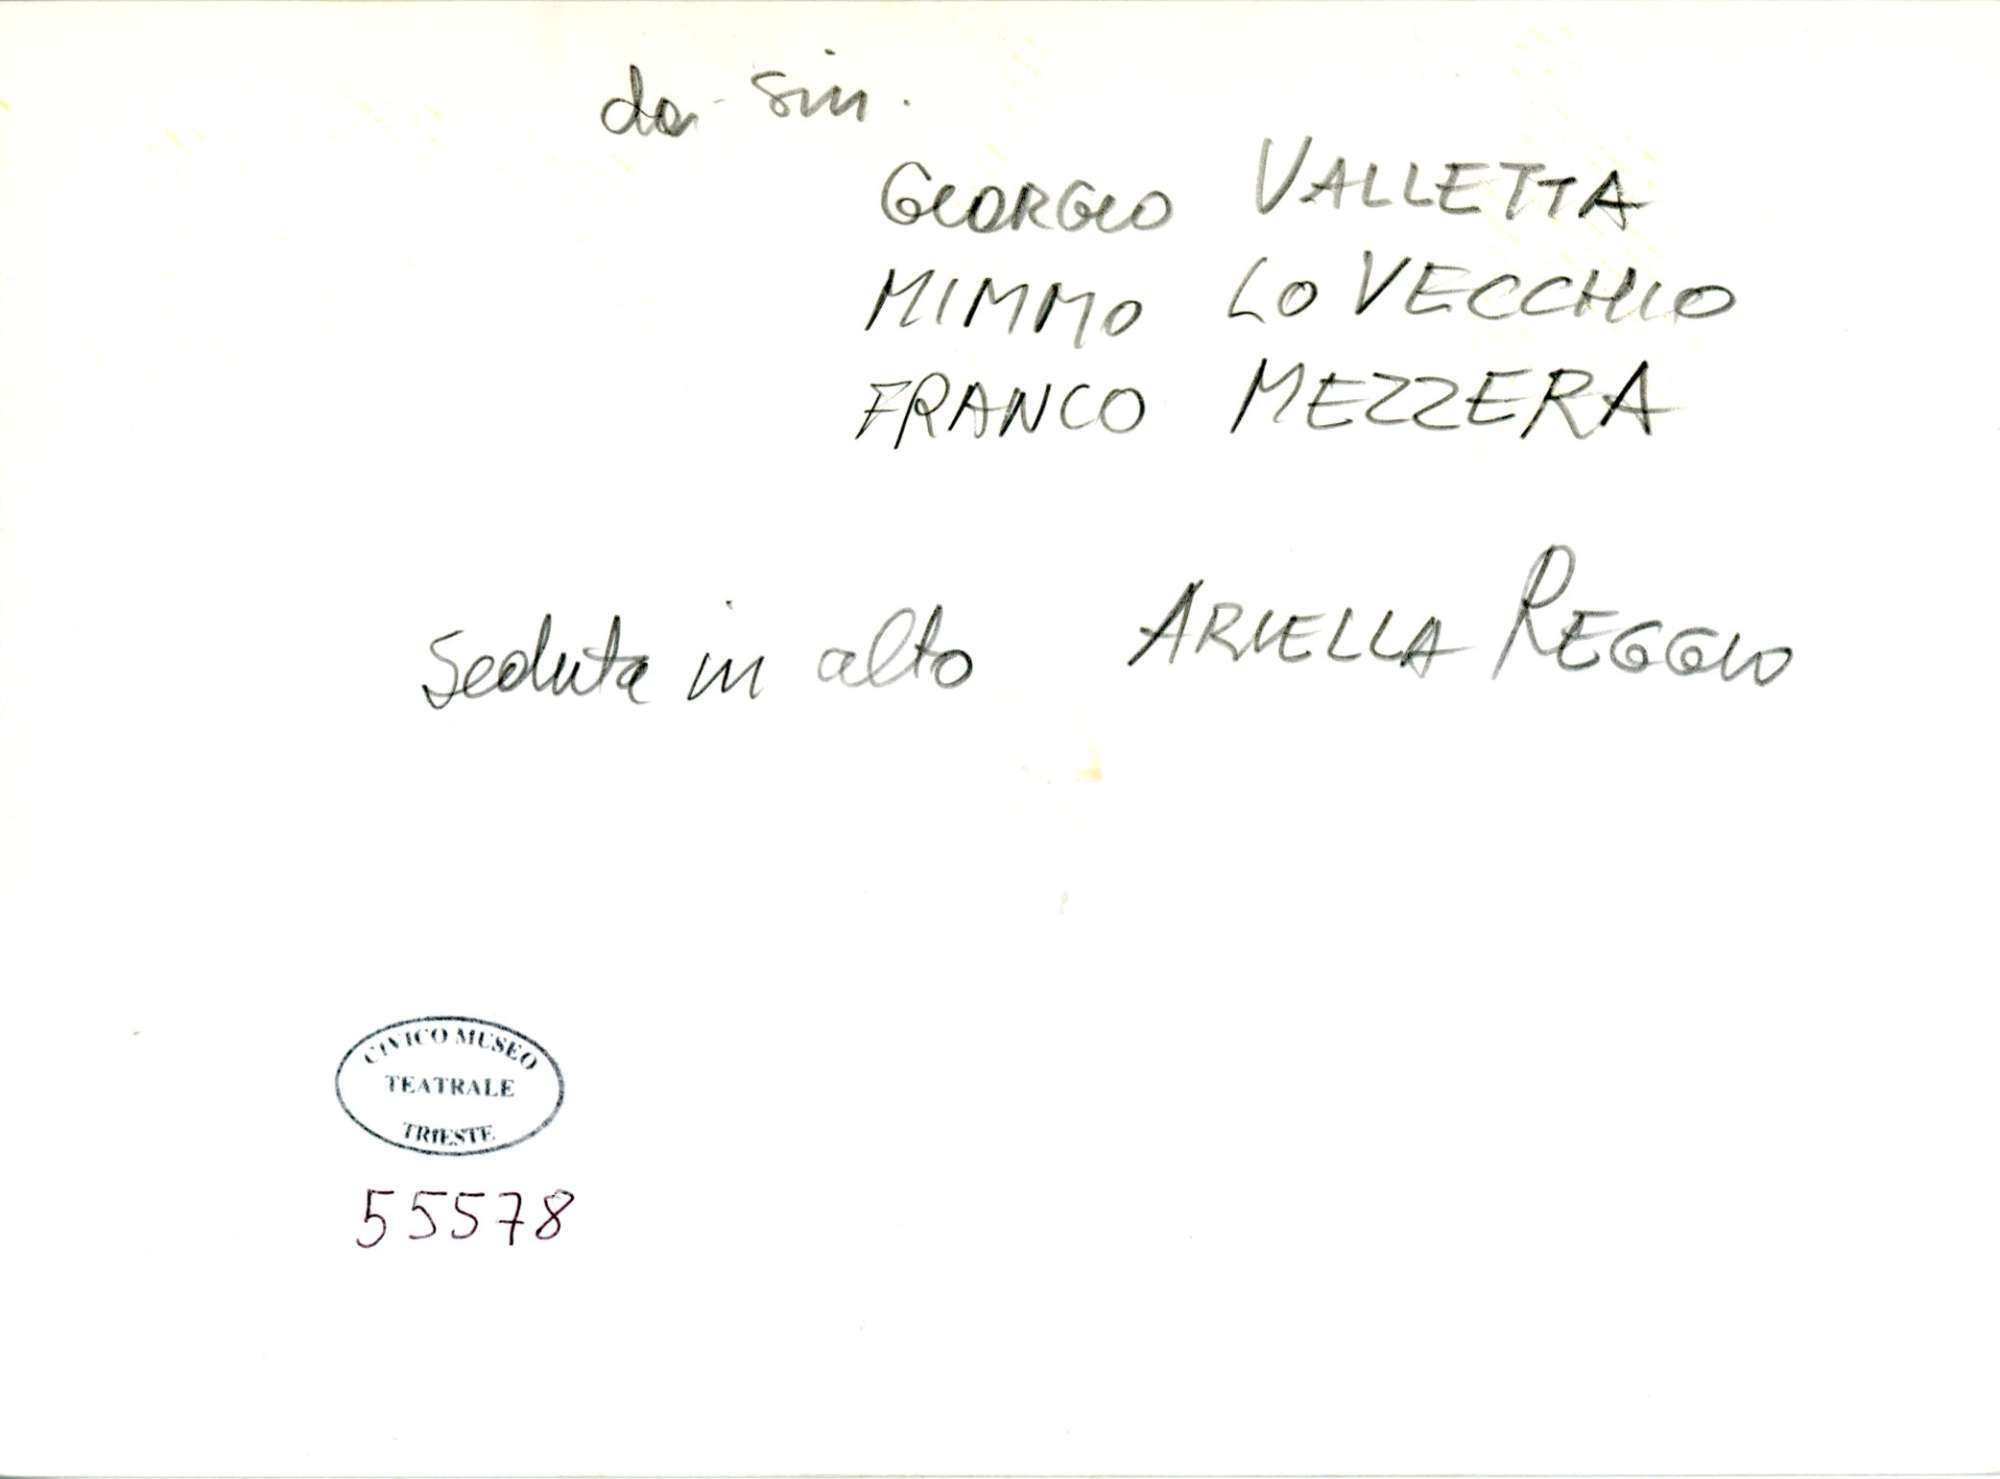 da sin.
GIORGIO VALLETTA
MIMMO LO VECCHIO
FRANCO MEZZERA
Seduta in alto ARIELLA REGGIO
CIVICO MUSEO
TEATRALE
TRIESTE
55578